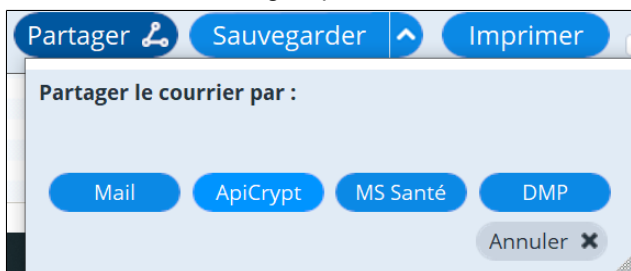 Partager Sauvegarder Imprimer
Partager le courrier par :
Mail ApiCrypt MS Santé DMP
Annuler